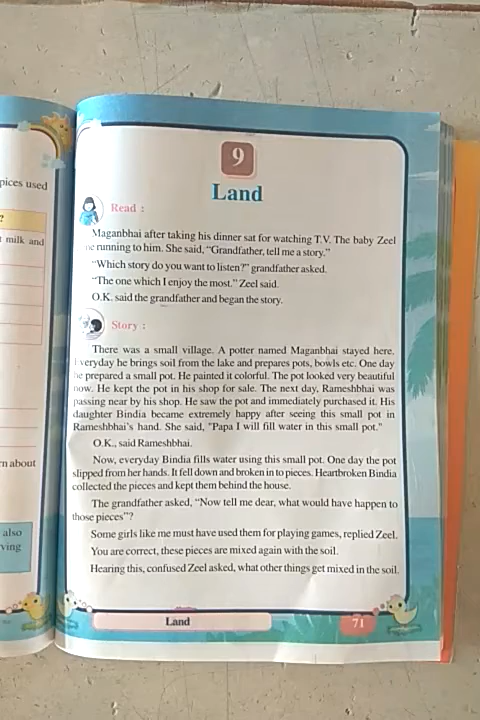 pices used
?
milk and
n about
also
ving
9
Land
Read :
Maganbhai after taking his dinner sat for watching T.V. The baby Zeel
running to him. She said, “Grandfather, tell me a story.”
“Which story do you want to listen?” grandfather asked.
“The one which I enjoy the most.” Zeel said.
O.K. said the grandfather and began the story.
Story :
There was a small village. A potter named Maganbhai stayed here.
Everyday he brings soil from the lake and prepares pots, bowls etc. One day
he prepared a small pot. He painted it colorful. The pot looked very beautiful
now. He kept the pot in his shop for sale. The next day, Rameshbhai was
passing near by his shop. He saw the pot and immediately purchased it. His
daughter Bindia became extremely happy after seeing this small pot in
Rameshbhai's hand. She said, "Papa I will fill water in this small pot."
O.K., said Rameshbhai.
Now, everyday Bindia fills water using this small pot. One day the pot
slipped from her hands. It fell down and broken in to pieces. Heartbroken Bindia
collected the pieces and kept them behind the house.
The grandfather asked, “Now tell me dear, what would have happen to
those pieces”?
Some girls like me must have used them for playing games, replied Zeel.
You are correct, these pieces are mixed again with the soil.
Hearing this, confused Zeel asked, what other things get mixed in the soil.
Land
71